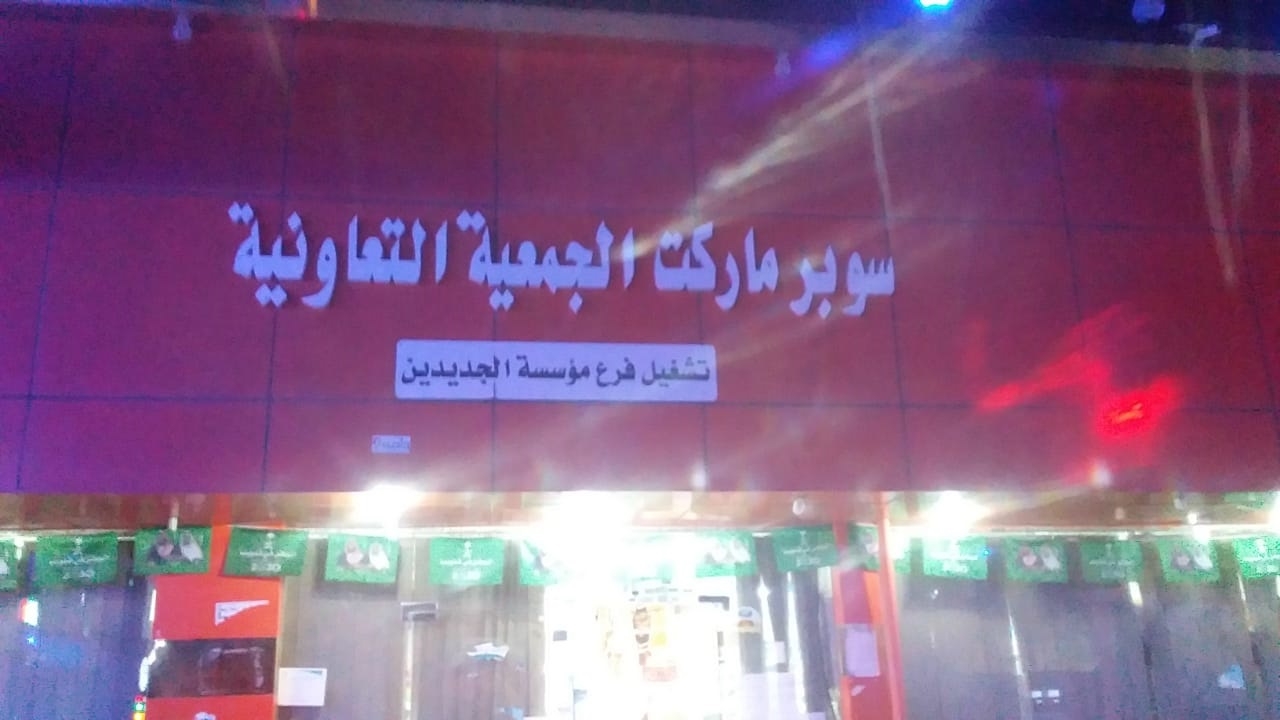 سوبر ماركت الجمعية التعاونية
تشغيل فرع مؤسسة الجديدين